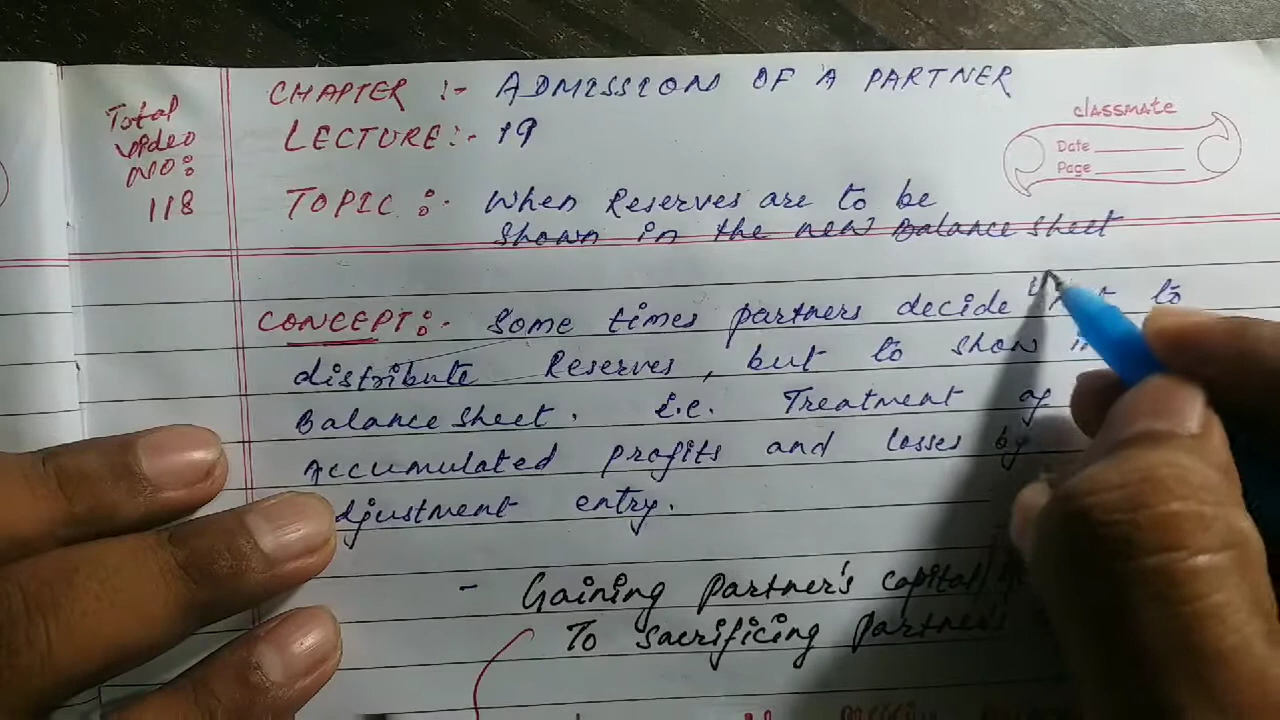 CHAPTER :- ADMISSION OF A PARTNER
Total
video
NO:
118
LECTURE:- 19
classmate
Date
Page
TOPIC :- When Reserves are to be
shown in the new Balance sheet
CONCEPT:- Some times partners decide to
distribute Reserves, but to show
Balance sheet. i.e. Treatment of
Accumulated profits and losses by
djustment entry.
- Gaining Partner's capital
To Sacrificing Partner's